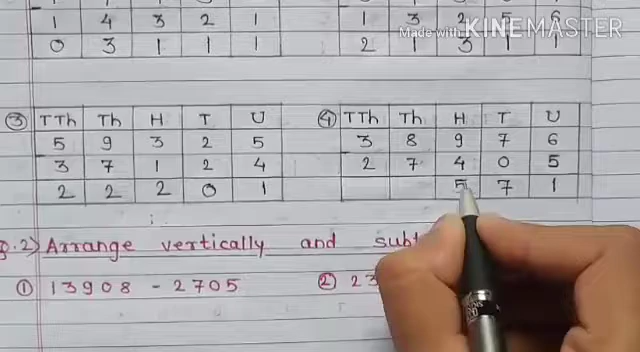 Made with KINEMASTER
1 4 3 2 1
1 3 2 5 6
0 3 1 1 1
2 1 3 1 1
③ TTh Th H T U
5 9 3 2 5
3 7 1 2 4
2 2 2 0 1
④ TTh Th H T U
3 8 9 7 6
2 7 4 0 5
5 7 1
Q.2) Arrange vertically and
① 13908 - 2705
② 23